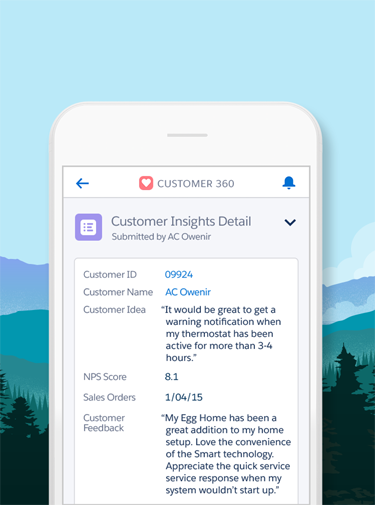 CUSTOMER 360
Customer Insights Detail
Submitted by AC Owenir
Customer ID 09924
Customer Name AC Owenir
Customer Idea “It would be great to get a
warning notification when
my thermostat has been
active for more than 3-4
hours.”
NPS Score 8.1
Sales Orders 1/04/15
Customer “My Egg Home has been a
Feedback great addition to my home
setup. Love the convenience
of the Smart technology.
Appreciate the quick service
service response when my
system wouldn’t start up.”